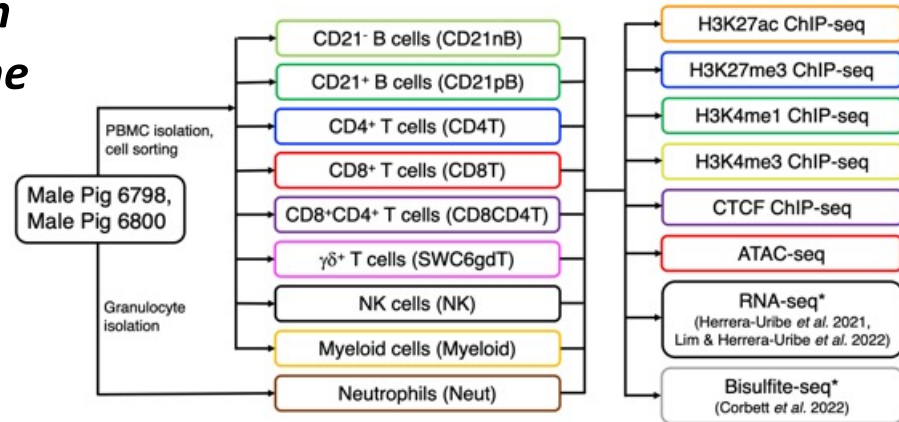 PBMC isolation,
cell sorting
Male Pig 6798,
Male Pig 6800
Granulocyte
isolation
CD21⁻ B cells (CD21nB)
CD21⁺ B cells (CD21pB)
CD4⁺ T cells (CD4T)
CD8⁺ T cells (CD8T)
CD8⁺CD4⁺ T cells (CD8CD4T)
γδ⁺ T cells (SWC6gdT)
NK cells (NK)
Myeloid cells (Myeloid)
Neutrophils (Neut)
H3K27ac ChIP-seq
H3K27me3 ChIP-seq
H3K4me1 ChIP-seq
H3K4me3 ChIP-seq
CTCF ChIP-seq
ATAC-seq
RNA-seq*
(Herrera-Uribe et al. 2021,
Lim & Herrera-Uribe et al. 2022)
Bisulfite-seq*
(Corbett et al. 2022)